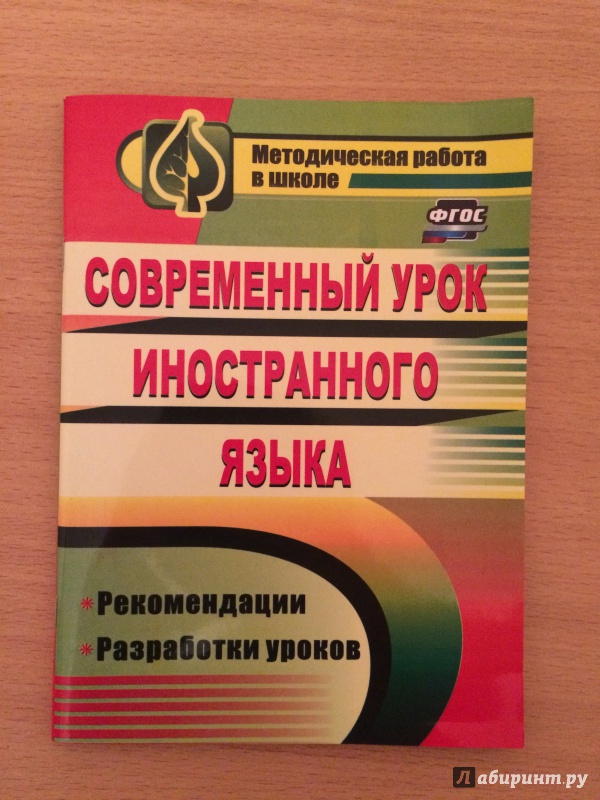 Методическая работа
в школе
ФГОС
СОВРЕМЕННЫЙ УРОК
ИНОСТРАННОГО
ЯЗЫКА
* Рекомендации
* Разработки уроков
Лабиринт.ру